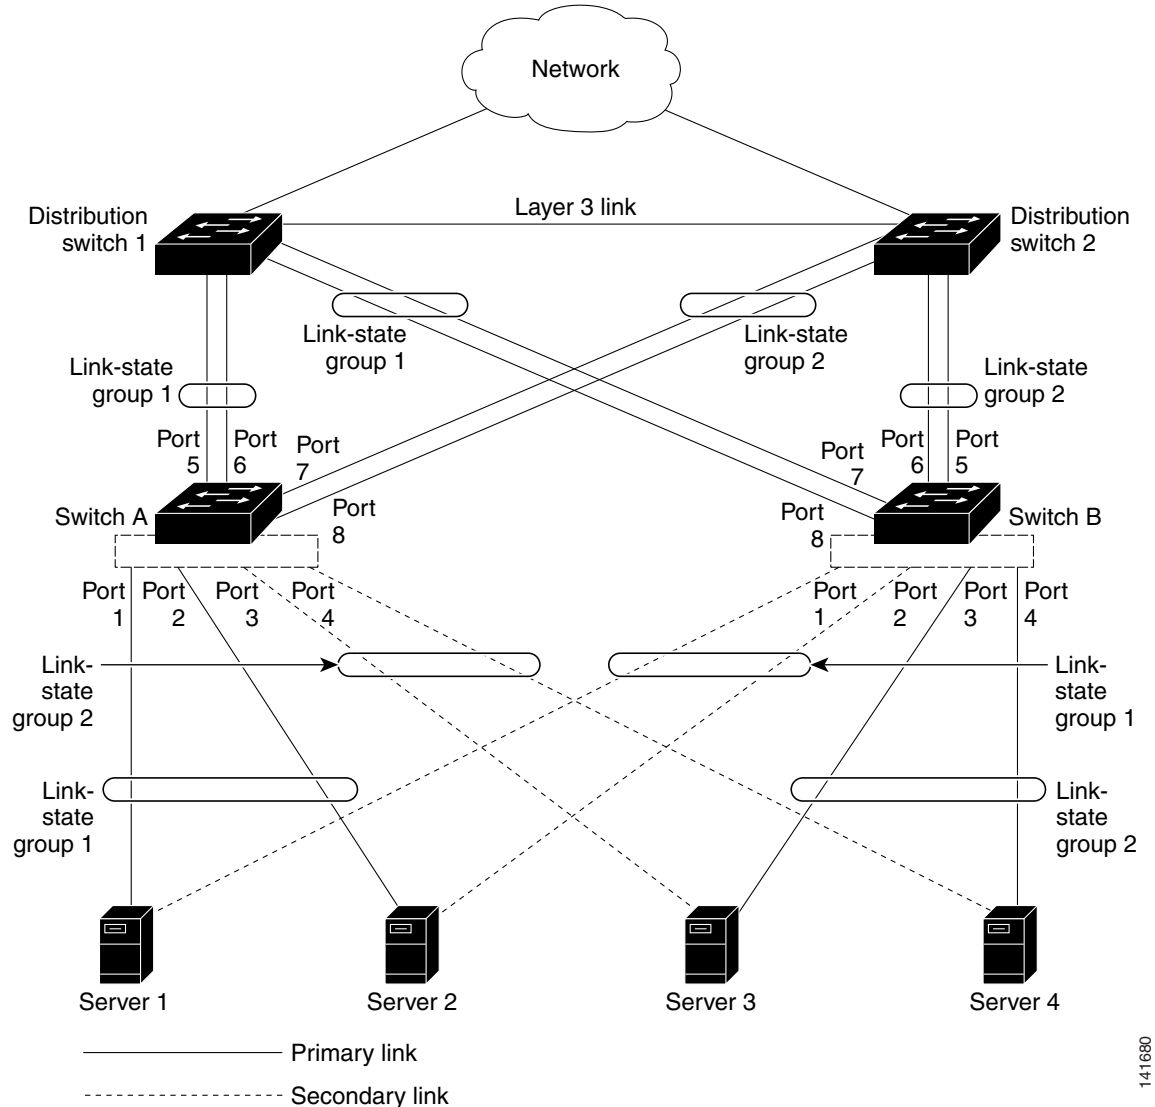 Network
Layer 3 link
Distribution
switch 1
Distribution
switch 2
Link-state
group 1
Link-state
group 2
Link-state
group 1
Link-state
group 2
Port
5
Port
6
Port
7
Port
8
Port
7
Port
6
Port
5
Port
8
Switch A
Switch B
Port
1
Port
2
Port
3
Port
4
Port
1
Port
2
Port
3
Port
4
Link-
state
group 2
Link-
state
group 1
Link-
state
group 1
Link-
state
group 2
Server 1
Server 2
Server 3
Server 4
Primary link
Secondary link
141680